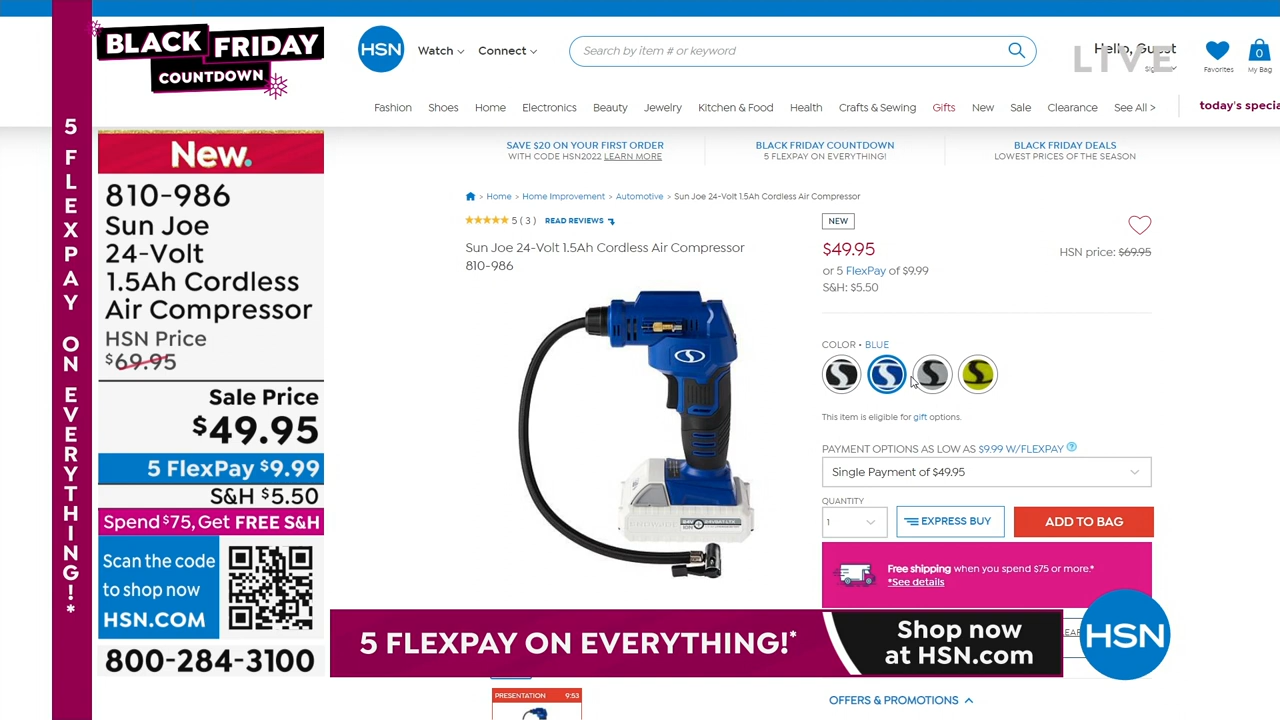 BLACK FRIDAY
COUNTDOWN
5 FLEXPAY ON EVERYTHING!*
New.
810-986
Sun Joe
24-Volt
1.5Ah Cordless
Air Compressor
HSN Price
$69.95
Sale Price
$49.95
5 FlexPay $9.99
S&H $5.50
Spend $75, Get FREE S&H
Scan the code
to shop now
HSN.COM
800-284-3100
HSN
Watch
Connect
Search by item # or keyword
Hello, Guest
LIVE
Favorites
0
My Bag
Fashion Shoes Home Electronics Beauty Jewelry Kitchen & Food Health Crafts & Sewing Gifts New Sale Clearance See All >
today's specia
SAVE $20 ON YOUR FIRST ORDER
WITH CODE HSN2022 LEARN MORE
BLACK FRIDAY COUNTDOWN
5 FLEXPAY ON EVERYTHING!
BLACK FRIDAY DEALS
LOWEST PRICES OF THE SEASON
> Home > Home Improvement > Automotive > Sun Joe 24-Volt 1.5Ah Cordless Air Compressor
5 ( 3 ) READ REVIEWS
Sun Joe 24-Volt 1.5Ah Cordless Air Compressor
810-986
NEW
$49.95
HSN price: $69.95
or 5 FlexPay of $9.99
S&H: $5.50
COLOR • BLUE
This item is eligible for gift options.
PAYMENT OPTIONS AS LOW AS $9.99 W/FLEXPAY ?
Single Payment of $49.95
QUANTITY
1
EXPRESS BUY
ADD TO BAG
Free shipping when you spend $75 or more.*
*See details
5 FLEXPAY ON EVERYTHING!*
Shop now
at HSN.com
HSN
PRESENTATION 9:53
OFFERS & PROMOTIONS